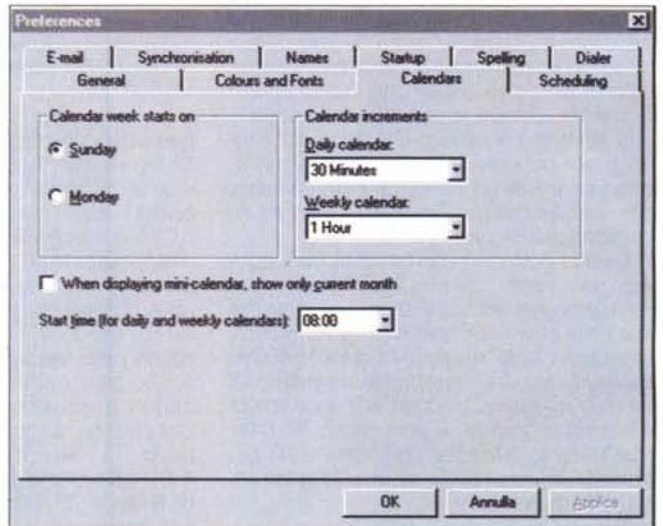 Preferences
E-mail Synchronisation Names Startup Spelling Dialer
General Colours and Fonts Calendars Scheduling
Calendar week starts on
Sunday
Monday
Calendar increments
Daily calendar:
30 Minutes
Weekly calendar:
1 Hour
When displaying mini-calendar, show only current month
Start time (for daily and weekly calendars): 08:00
OK Annulla Applica